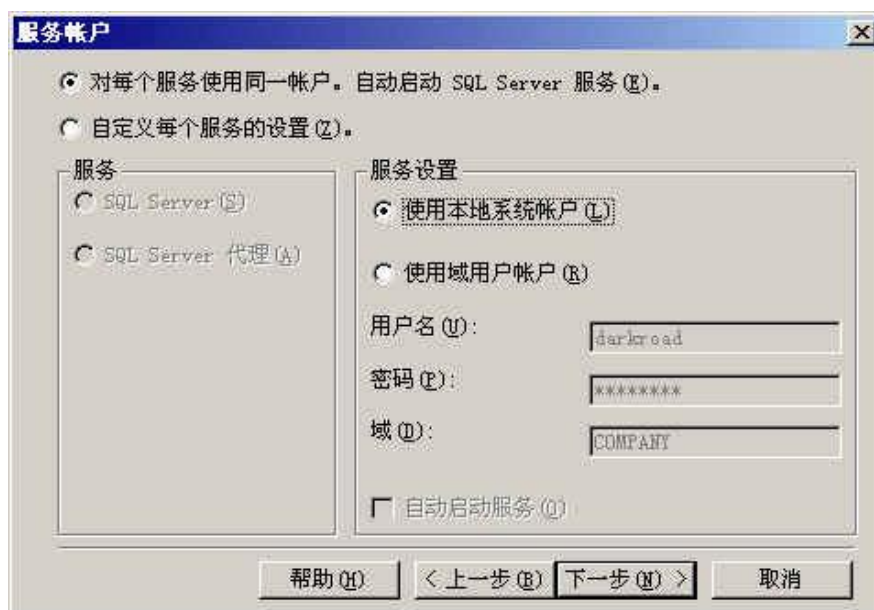 服务帐户
对每个服务使用同一帐户。自动启动 SQL Server 服务(E)。
自定义每个服务的设置(Z)。
服务
SQL Server(S)
SQL Server 代理(A)
服务设置
使用本地系统帐户(L)
使用域用户帐户(R)
用户名(U): darkroad
密码(P): ********
域(D): COMPANY
自动启动服务(O)
帮助(H) < 上一步(B) 下一步(N) > 取消